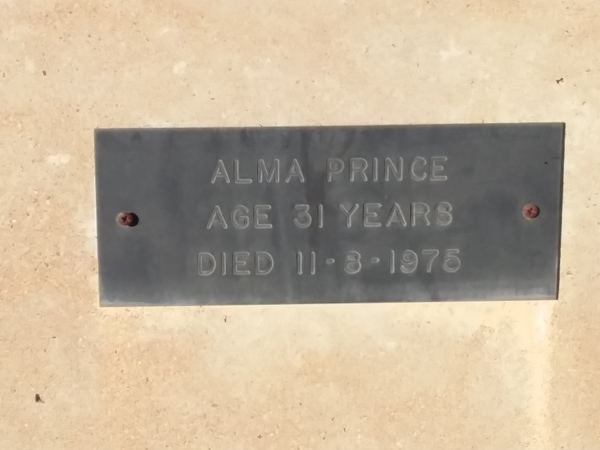 ALMA PRINCE
AGE 31 YEARS
DIED 11-8-1975